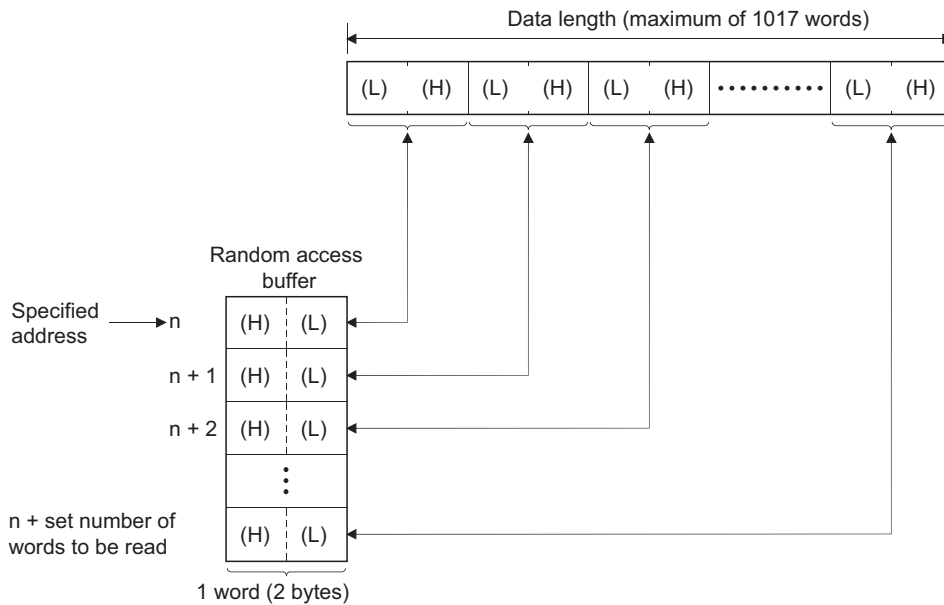 Data length (maximum of 1017 words)
(L) (H) (L) (H) (L) (H) (L) (H)
Random access
buffer
Specified
address
n (H) (L)
n + 1 (H) (L)
n + 2 (H) (L)
n + set number of
words to be read
(H) (L)
1 word (2 bytes)